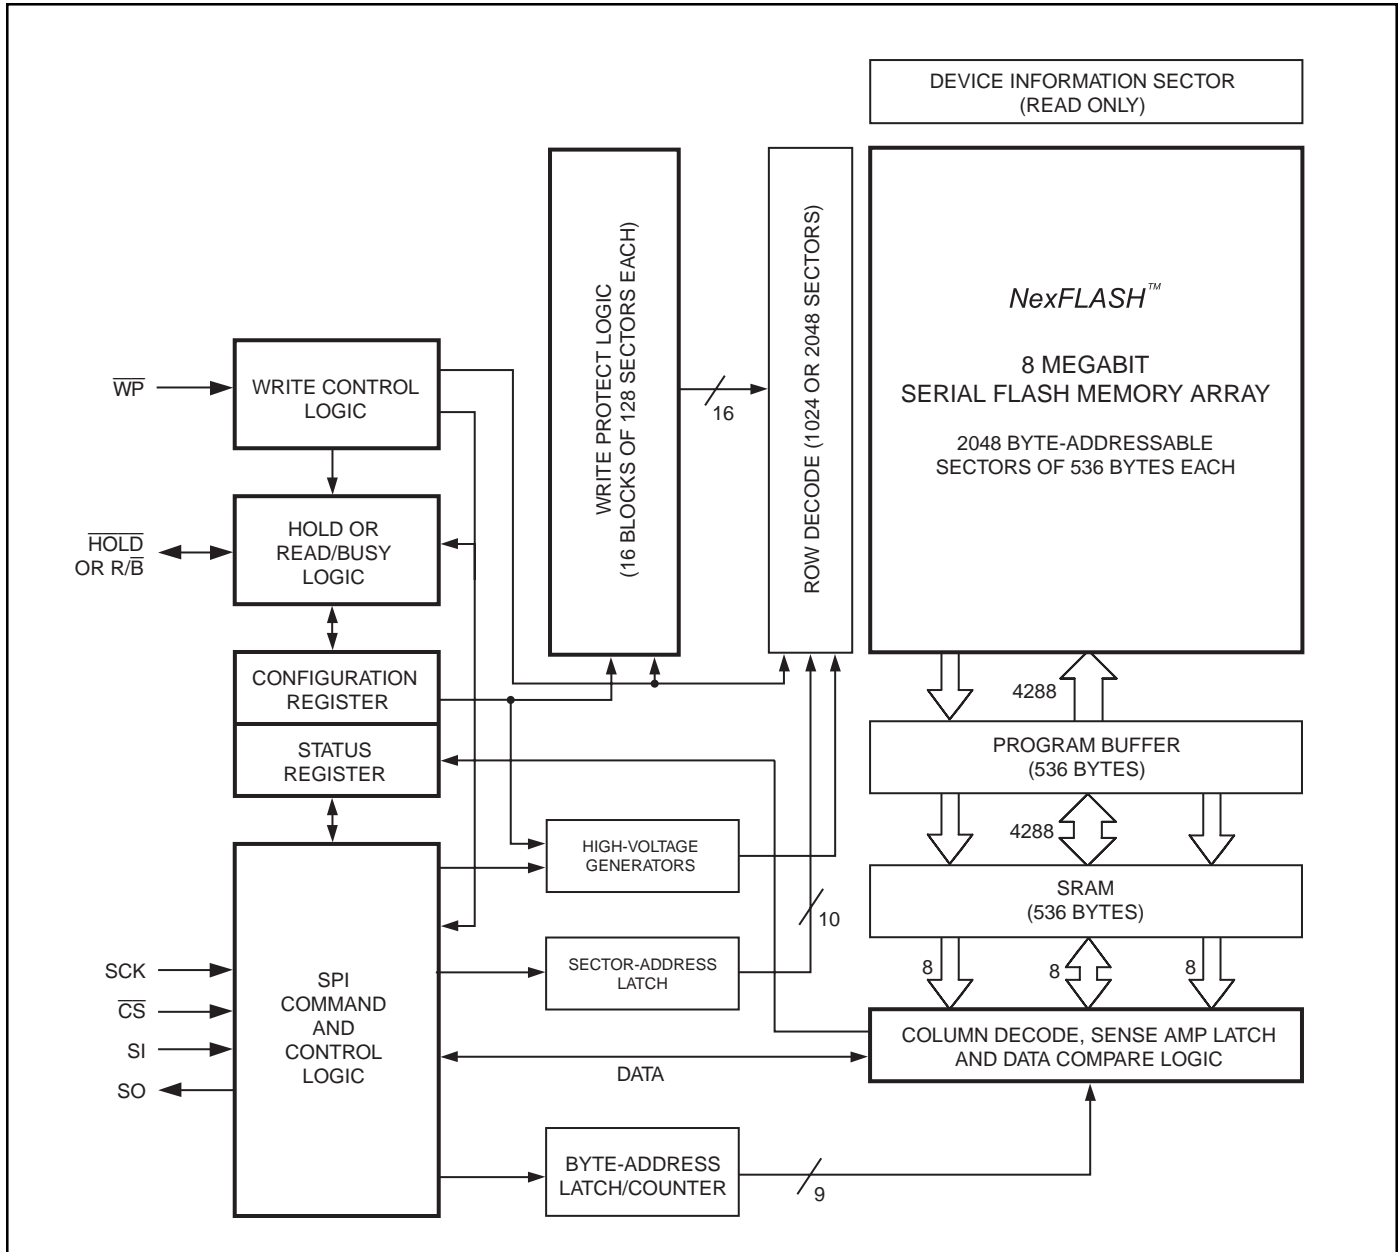 DEVICE INFORMATION SECTOR
(READ ONLY)
WRITE PROTECT LOGIC
(16 BLOCKS OF 128 SECTORS EACH)
16
ROW DECODE (1024 OR 2048 SECTORS)
NexFLASH™
8 MEGABIT
SERIAL FLASH MEMORY ARRAY
2048 BYTE-ADDRESSABLE
SECTORS OF 536 BYTES EACH
W̅P̅
WRITE CONTROL
LOGIC
H̅O̅L̅D̅
OR R/B̅
HOLD OR
READ/BUSY
LOGIC
CONFIGURATION
REGISTER
STATUS
REGISTER
4288
PROGRAM BUFFER
(536 BYTES)
4288
HIGH-VOLTAGE
GENERATORS
SRAM
(536 BYTES)
10
8
8
8
SECTOR-ADDRESS
LATCH
SCK
C̅S̅
SI
SO
SPI
COMMAND
AND
CONTROL
LOGIC
COLUMN DECODE, SENSE AMP LATCH
AND DATA COMPARE LOGIC
DATA
BYTE-ADDRESS
LATCH/COUNTER
9